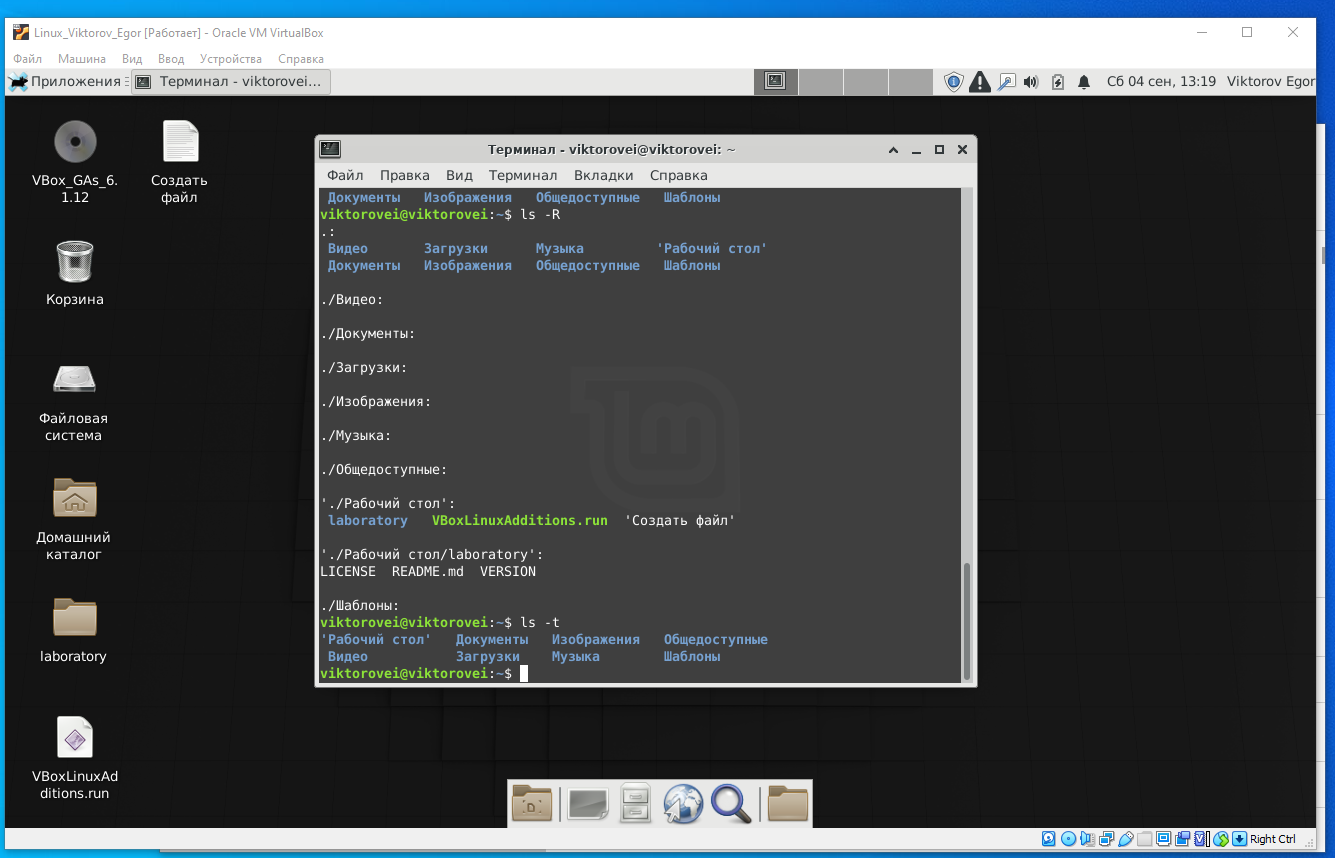 Linux_Viktorov_Egor [Работает] - Oracle VM VirtualBox
Файл Машина Вид Ввод Устройства Справка
Приложения Терминал - viktorovei... Сб 04 сен, 13:19 Viktorov Egor
VBox_GAs_6.
1.12
Создать
файл
Корзина
Файловая
система
Домашний
каталог
laboratory
VBoxLinuxAd
ditions.run
Терминал - viktorovei@viktorovei: ~
Файл Правка Вид Терминал Вкладки Справка
Документы Изображения Общедоступные Шаблоны
viktorovei@viktorovei:~$ ls -R
.:
Видео Загрузки Музыка 'Рабочий стол'
Документы Изображения Общедоступные Шаблоны
./Видео:
./Документы:
./Загрузки:
./Изображения:
./Музыка:
./Общедоступные:
'./Рабочий стол':
laboratory VBoxLinuxAdditions.run 'Создать файл'
'./Рабочий стол/laboratory':
LICENSE README.md VERSION
./Шаблоны:
viktorovei@viktorovei:~$ ls -t
'Рабочий стол' Документы Изображения Общедоступные
Видео Загрузки Музыка Шаблоны
viktorovei@viktorovei:~$
Right Ctrl